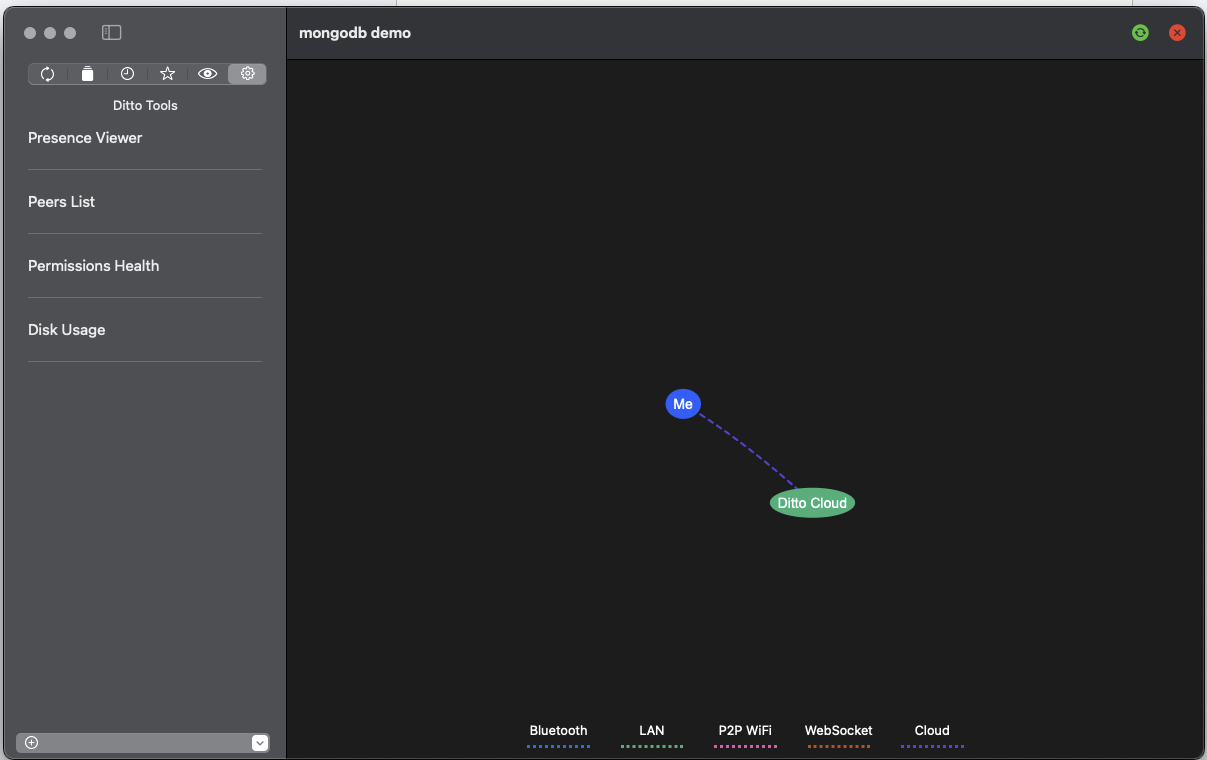 mongodb demo
Ditto Tools
Presence Viewer
Peers List
Permissions Health
Disk Usage
Me
Ditto Cloud
Bluetooth LAN P2P WiFi WebSocket Cloud